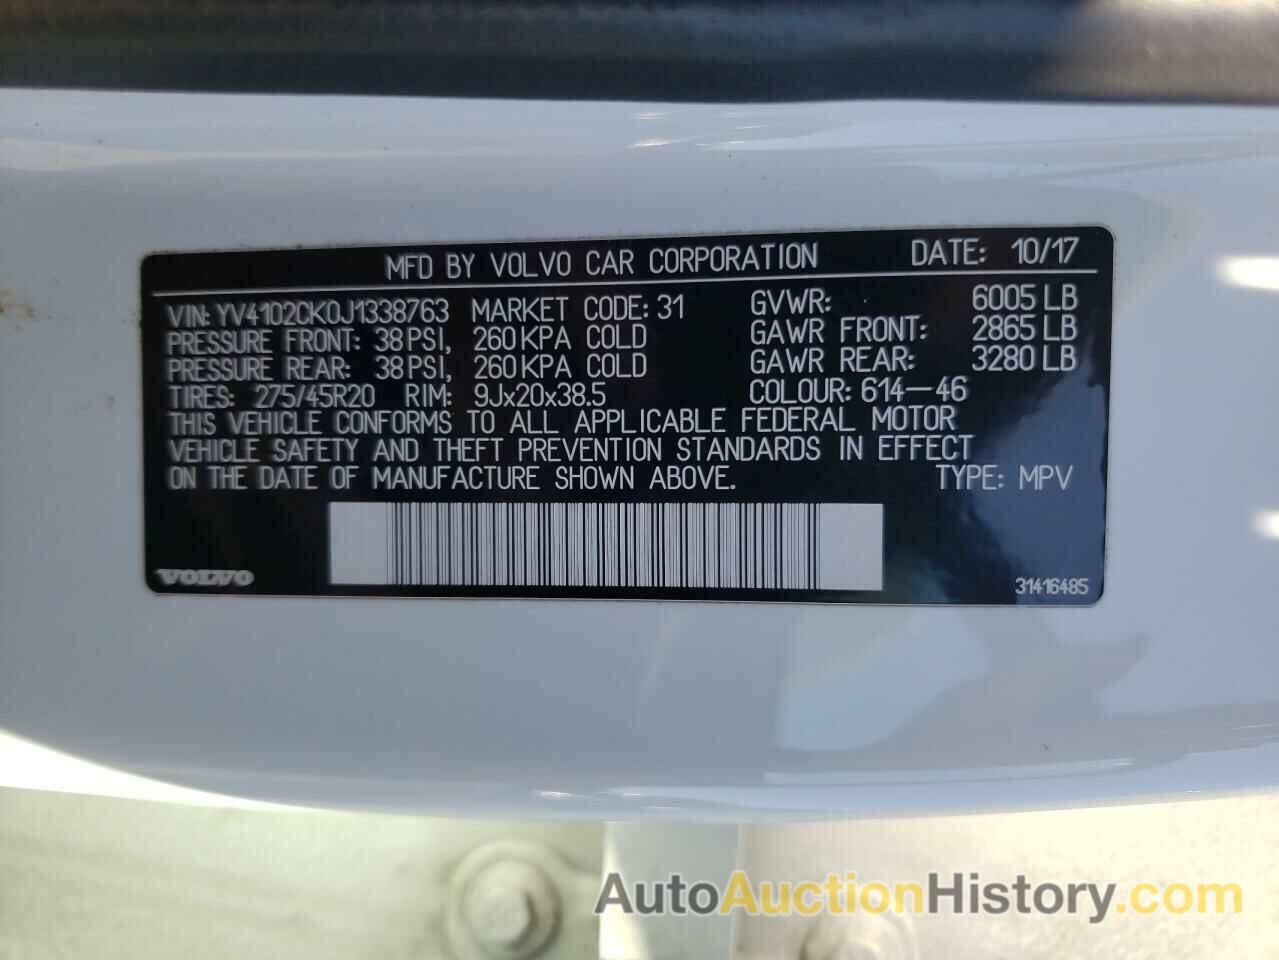 MFD BY VOLVO CAR CORPORATION DATE: 10/17
VIN: YV4102CK0J1338763 MARKET CODE: 31 GVWR: 6005 LB
PRESSURE FRONT: 38 PSI, 260 KPA COLD GAWR FRONT: 2865 LB
PRESSURE REAR: 38 PSI, 260 KPA COLD GAWR REAR: 3280 LB
TIRES: 275/45R20 RIM: 9Jx20x38.5 COLOUR: 614-46
THIS VEHICLE CONFORMS TO ALL APPLICABLE FEDERAL MOTOR
VEHICLE SAFETY AND THEFT PREVENTION STANDARDS IN EFFECT
ON THE DATE OF MANUFACTURE SHOWN ABOVE. TYPE: MPV
VOLVO 31416485
AutoAuctionHistory.com